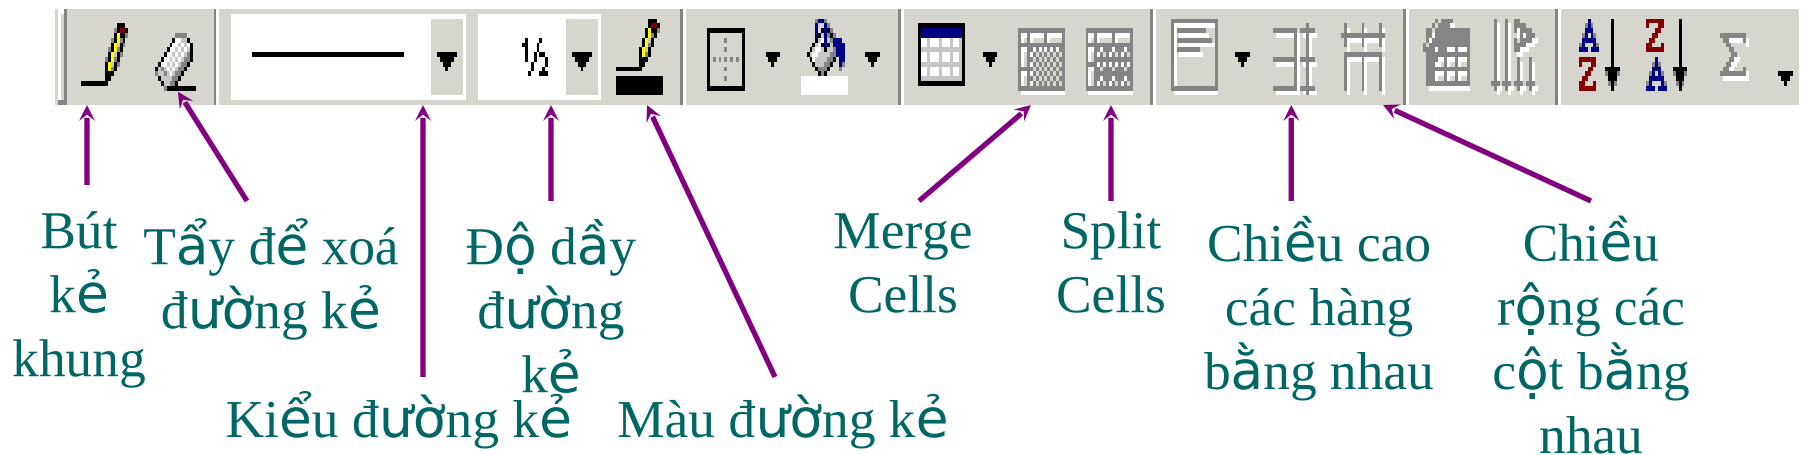 ½
A
Z
Z
A
Σ
Bút
kẻ
khung
Tẩy để xoá
đường kẻ
Kiểu đường kẻ
Độ dầy
đường
kẻ
Màu đường kẻ
Merge
Cells
Split
Cells
Chiều cao
các hàng
bằng nhau
Chiều
rộng các
cột bằng
nhau